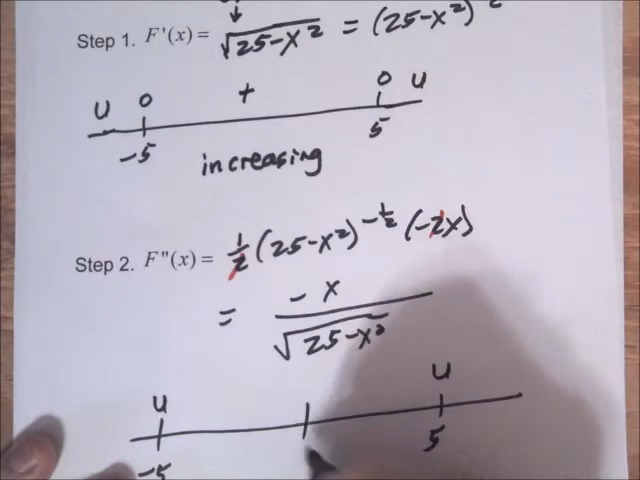 Step 1. F'(x) = √25-x² = (25-x²)
U 0 + 0 U
-5 5
increasing
Step 2. F"(x) = 1/2 (25-x²)^-1/2 (-2x)
= -x/√25-x²
U U
-5 5